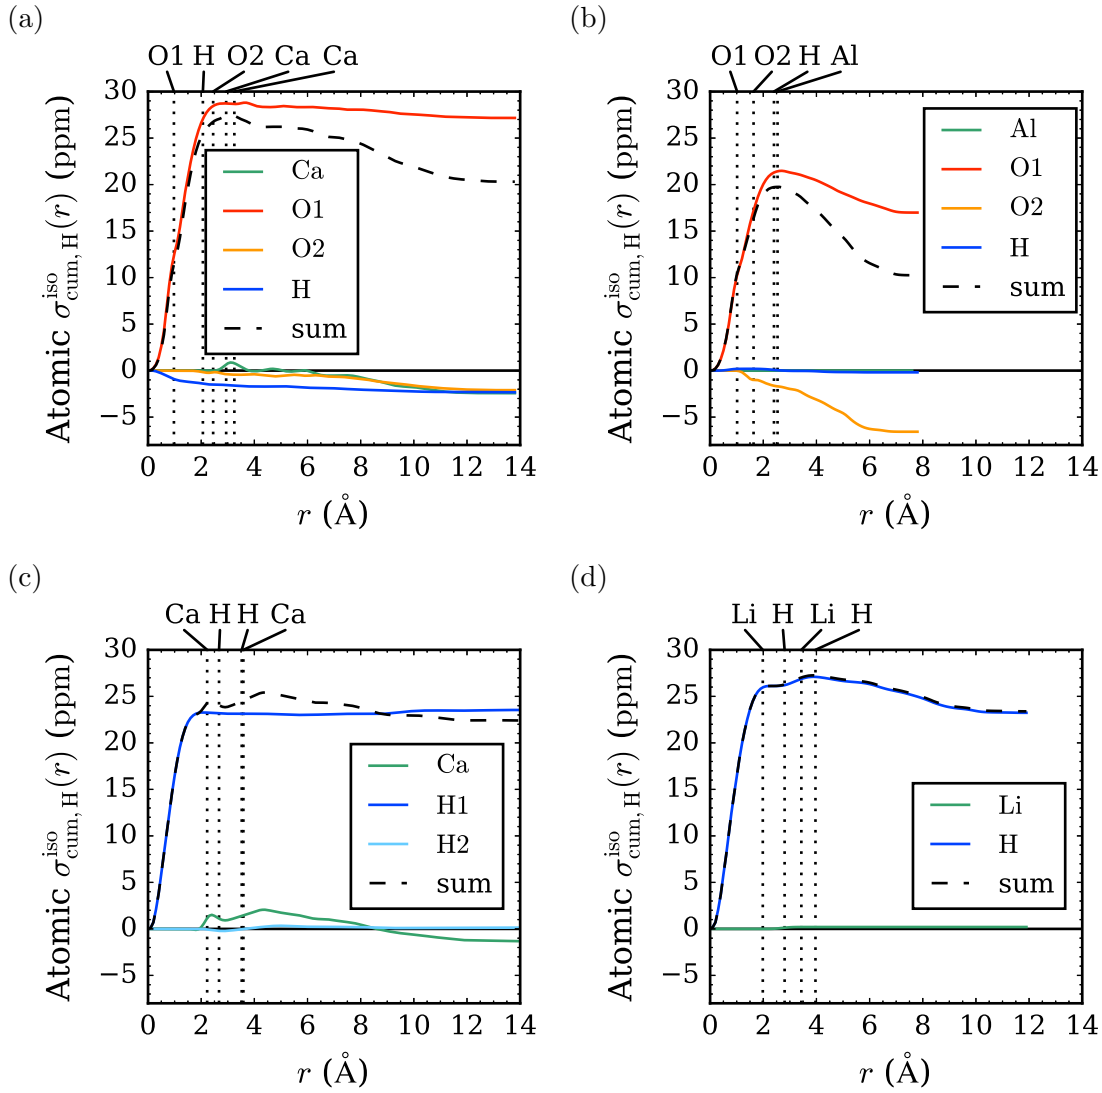 (a)
O1 H O2 Ca Ca
30
25
20
15
10
5
0
−5
Atomic σ^iso_cum, H(r) (ppm)
Ca
O1
O2
H
sum
0 2 4 6 8 10 12 14
r (Å)
(b)
O1 O2 H Al
30
25
20
15
10
5
0
−5
Atomic σ^iso_cum, H(r) (ppm)
Al
O1
O2
H
sum
0 2 4 6 8 10 12 14
r (Å)
(c)
Ca H H Ca
30
25
20
15
10
5
0
−5
Atomic σ^iso_cum, H(r) (ppm)
Ca
H1
H2
sum
0 2 4 6 8 10 12 14
r (Å)
(d)
Li H Li H
30
25
20
15
10
5
0
−5
Atomic σ^iso_cum, H(r) (ppm)
Li
H
sum
0 2 4 6 8 10 12 14
r (Å)